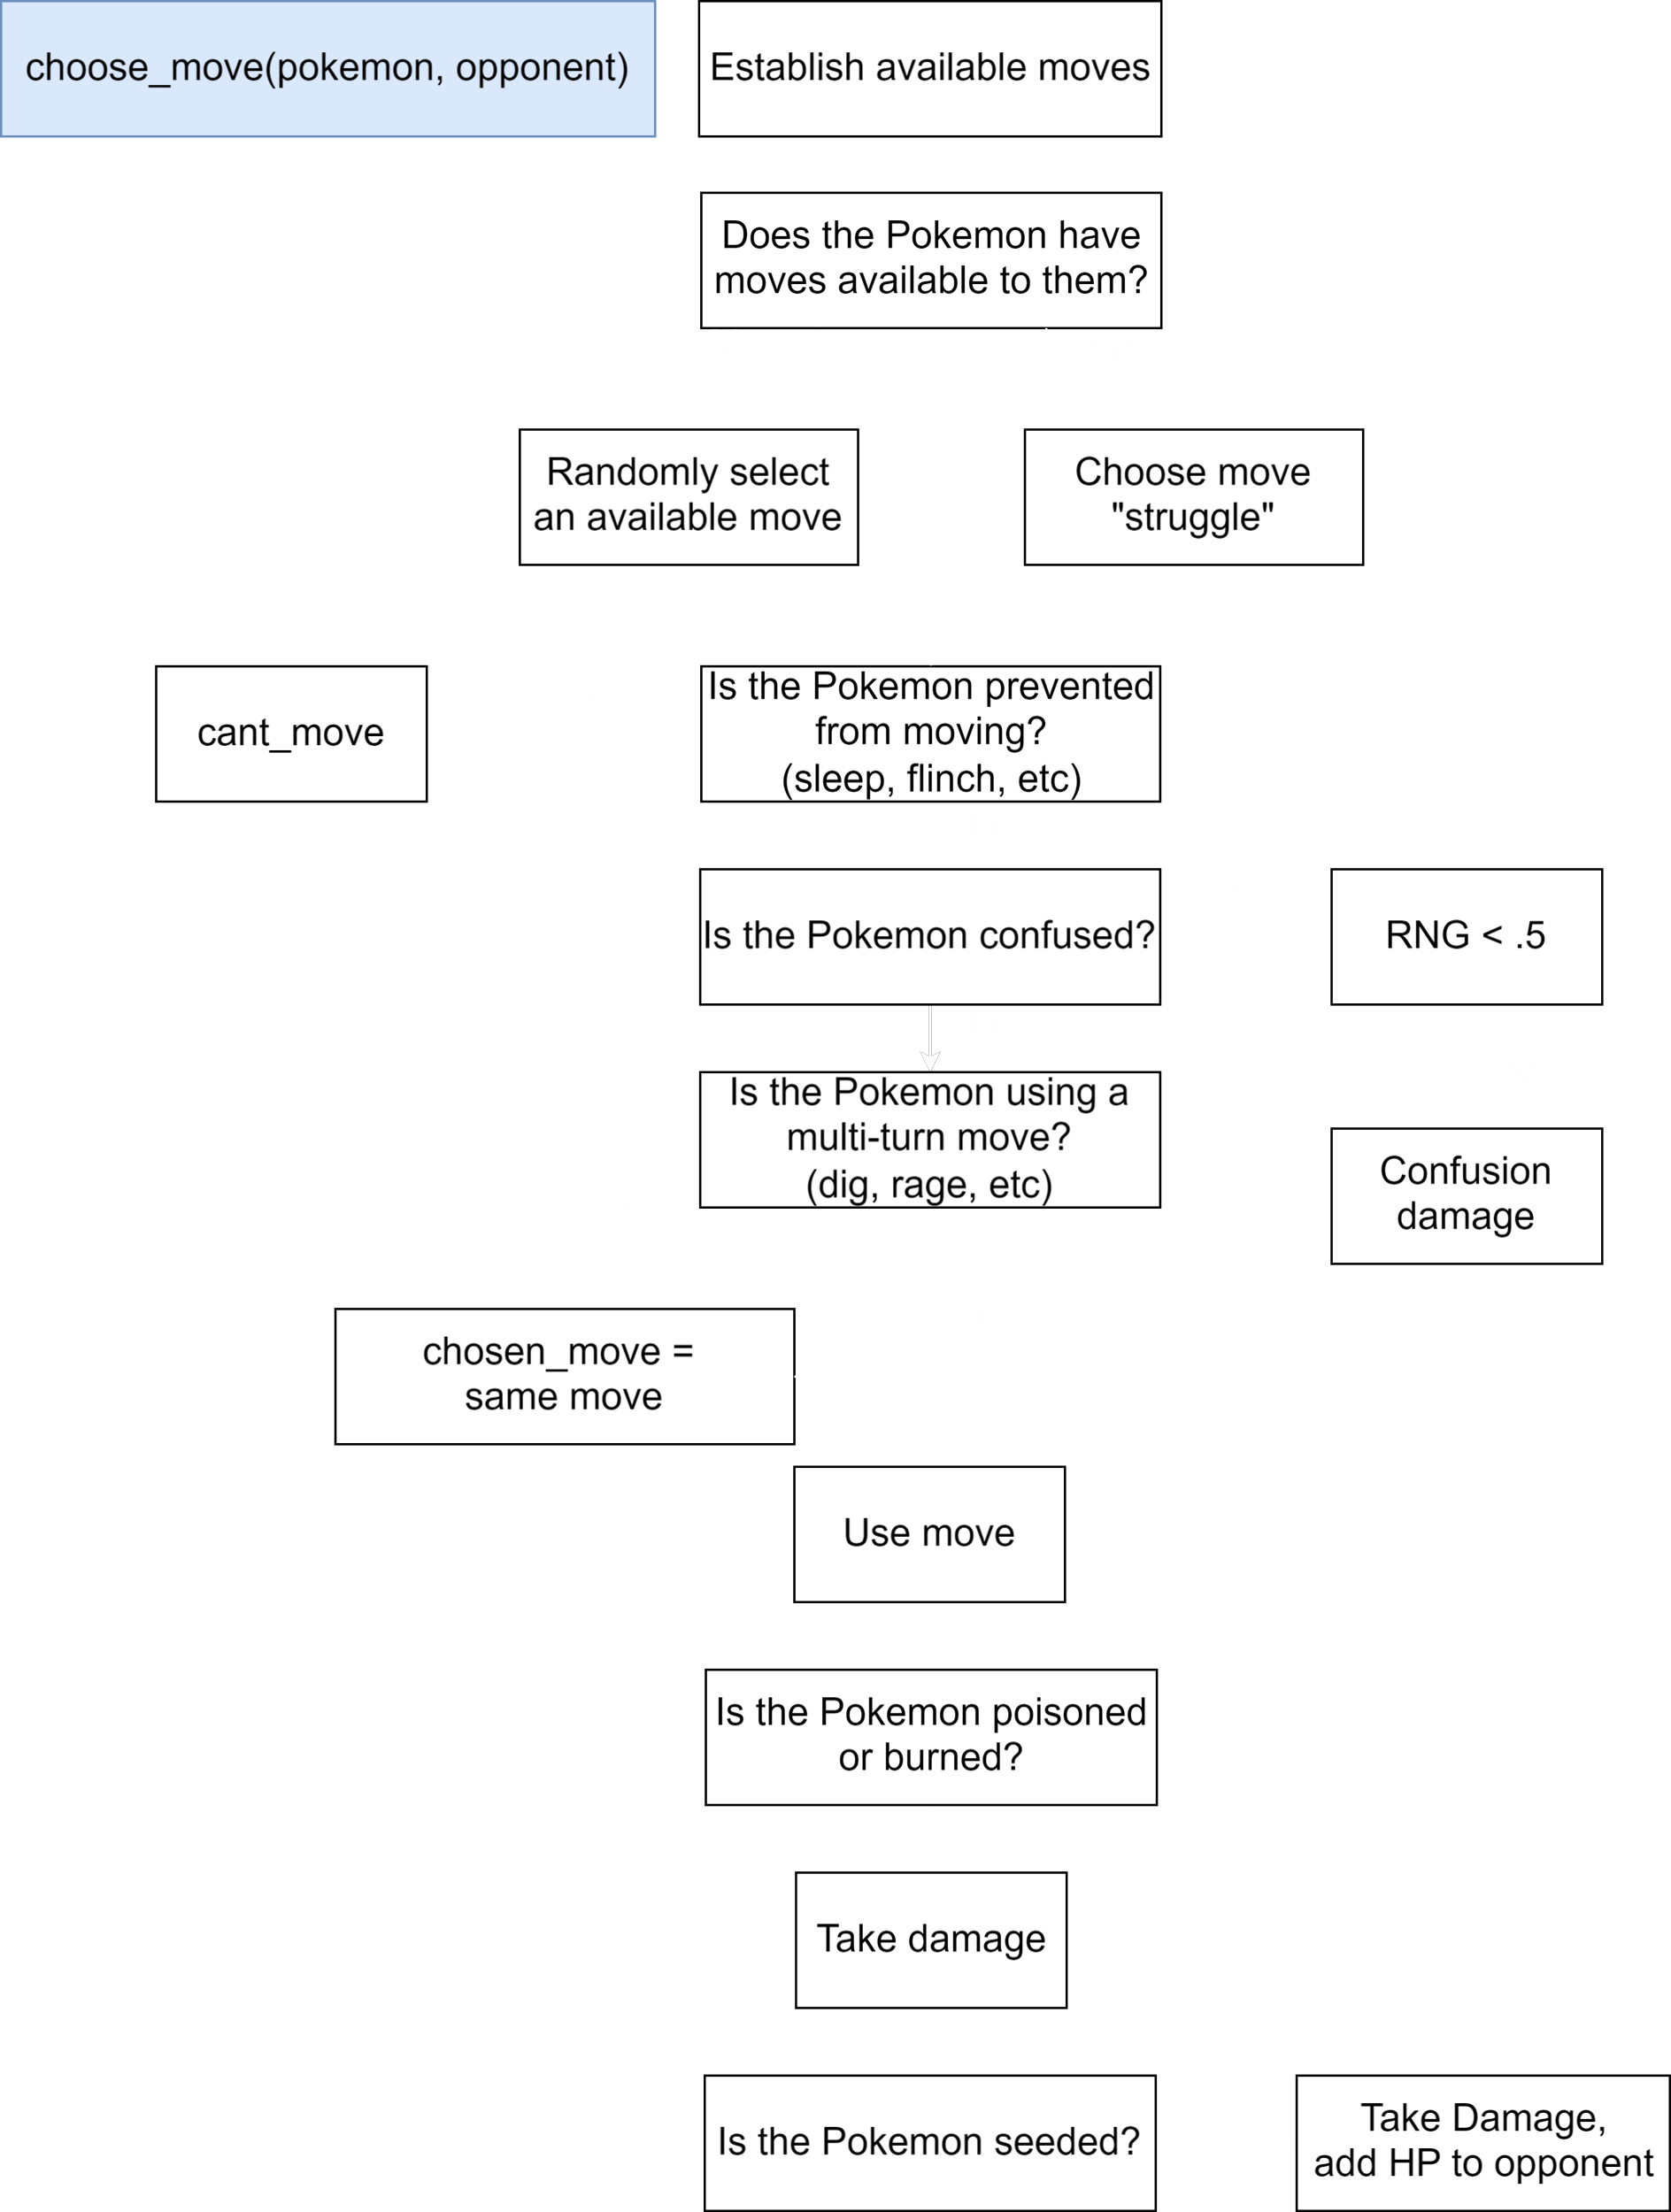 choose_move(pokemon, opponent)
Establish available moves
Does the Pokemon have
moves available to them?
Randomly select
an available move
Choose move
"struggle"
cant_move
Is the Pokemon prevented
from moving?
(sleep, flinch, etc)
Is the Pokemon confused?
RNG < .5
Is the Pokemon using a
multi-turn move?
(dig, rage, etc)
Confusion
damage
chosen_move =
same move
Use move
Is the Pokemon poisoned
or burned?
Take damage
Is the Pokemon seeded?
Take Damage,
add HP to opponent